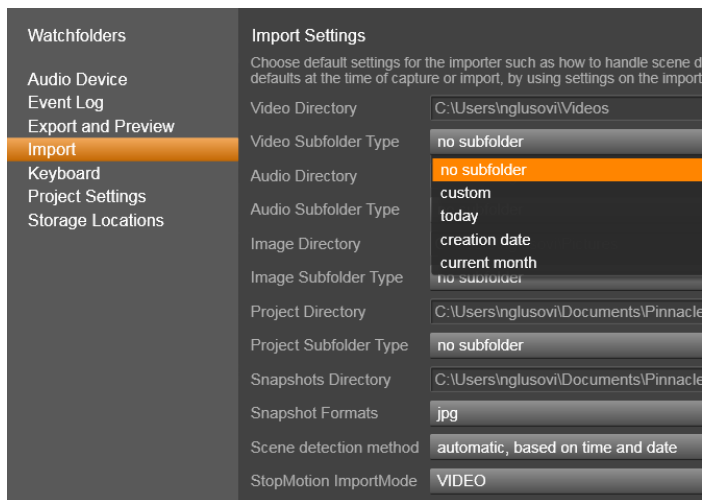 Watchfolders
Audio Device
Event Log
Export and Preview
Import
Keyboard
Project Settings
Storage Locations
Import Settings
Choose default settings for the importer such as how to handle scene d
defaults at the time of capture or import, by using settings on the import
Video Directory C:\Users\nglusovi\Videos
Video Subfolder Type no subfolder
no subfolder
Audio Directory
custom
today
Audio Subfolder Type
creation date
Image Directory
current month
Image Subfolder Type no subfolder
Project Directory C:\Users\nglusovi\Documents\Pinnacle
Project Subfolder Type no subfolder
Snapshots Directory C:\Users\nglusovi\Documents\Pinnacle
Snapshot Formats jpg
Scene detection method automatic, based on time and date
StopMotion ImportMode VIDEO